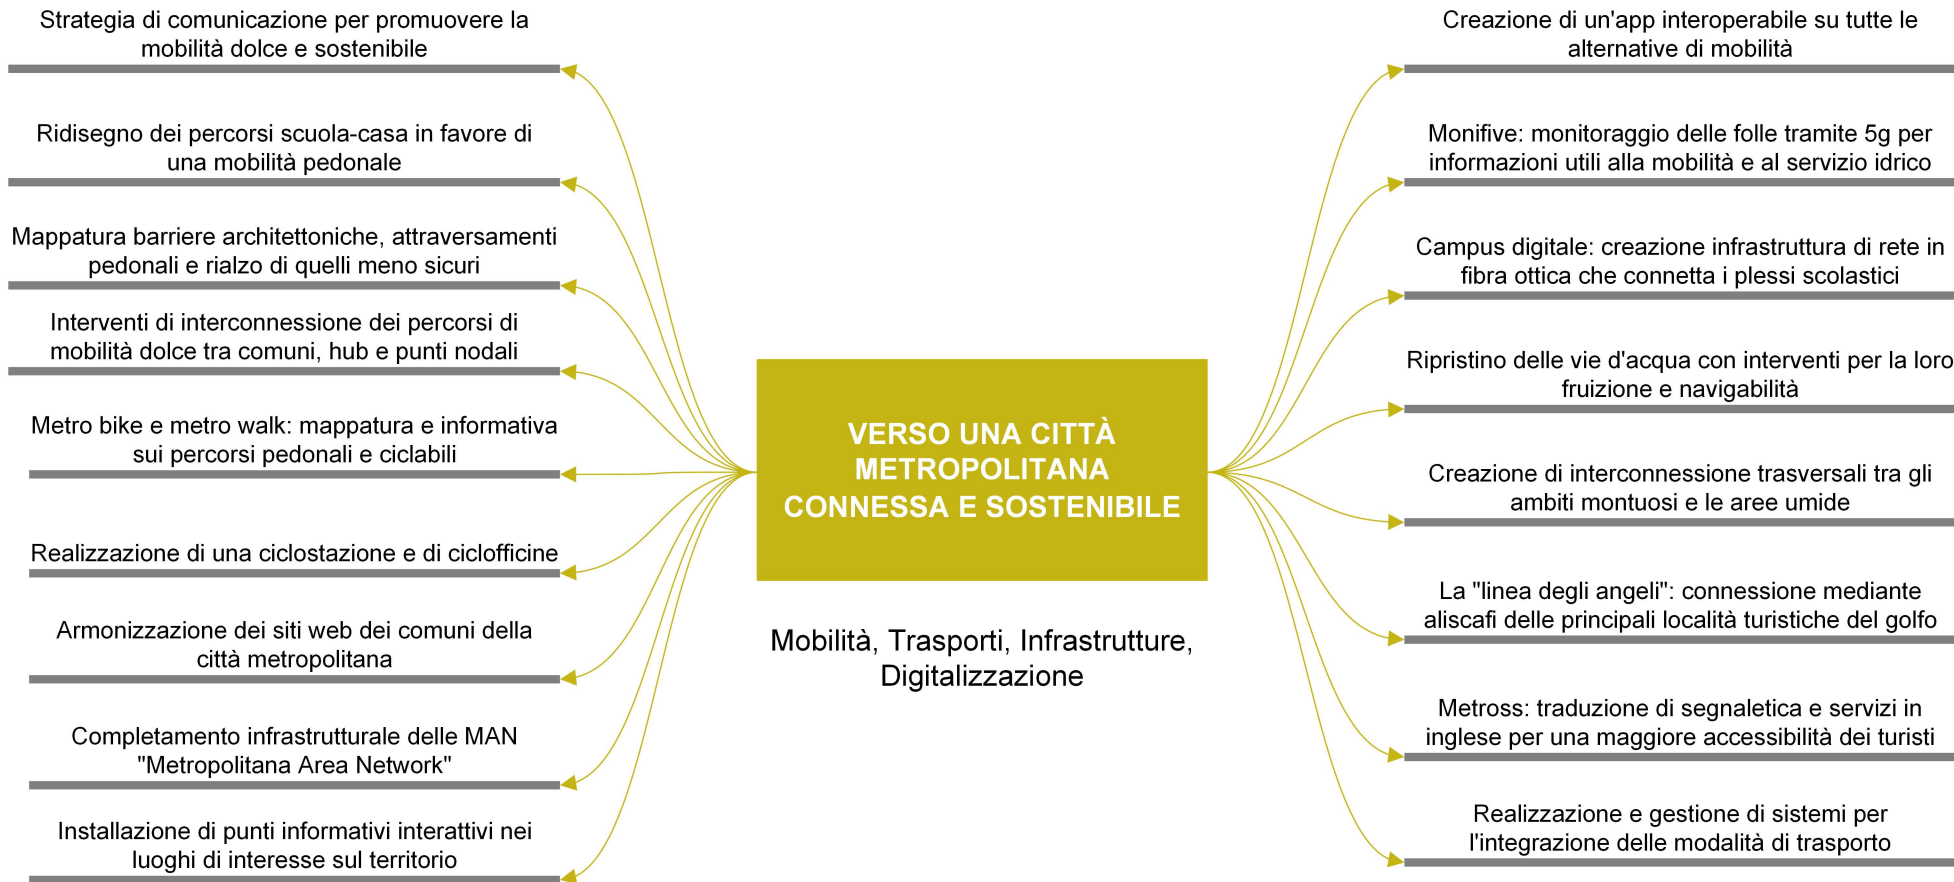 Strategia di comunicazione per promuovere la
mobilità dolce e sostenibile
Ridisegno dei percorsi scuola-casa in favore di
una mobilità pedonale
Mappatura barriere architettoniche, attraversamenti
pedonali e rialzo di quelli meno sicuri
Interventi di interconnessione dei percorsi di
mobilità dolce tra comuni, hub e punti nodali
Metro bike e metro walk: mappatura e informativa
sui percorsi pedonali e ciclabili
Realizzazione di una ciclostazione e di ciclofficine
Armonizzazione dei siti web dei comuni della
città metropolitana
Completamento infrastrutturale delle MAN
"Metropolitana Area Network"
Installazione di punti informativi interattivi nei
luoghi di interesse sul territorio
VERSO UNA CITTÀ
METROPOLITANA
CONNESSA E SOSTENIBILE
Mobilità, Trasporti, Infrastrutture,
Digitalizzazione
Creazione di un'app interoperabile su tutte le
alternative di mobilità
Monifive: monitoraggio delle folle tramite 5g per
informazioni utili alla mobilità e al servizio idrico
Campus digitale: creazione infrastruttura di rete in
fibra ottica che connetta i plessi scolastici
Ripristino delle vie d'acqua con interventi per la loro
fruizione e navigabilità
Creazione di interconnessione trasversali tra gli
ambiti montuosi e le aree umide
La "linea degli angeli": connessione mediante
aliscafi delle principali località turistiche del golfo
Metross: traduzione di segnaletica e servizi in
inglese per una maggiore accessibilità dei turisti
Realizzazione e gestione di sistemi per
l'integrazione delle modalità di trasporto